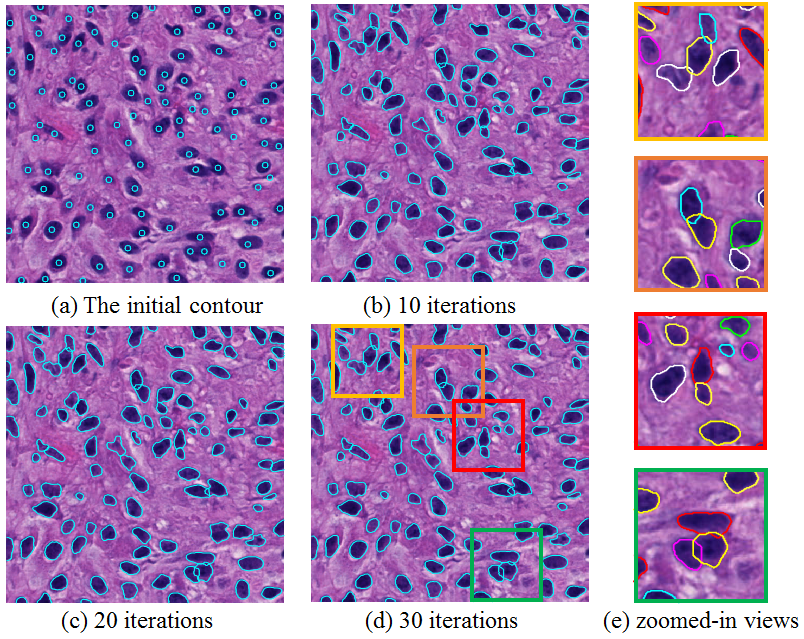 (a) The initial contour
(b) 10 iterations
(c) 20 iterations
(d) 30 iterations
(e) zoomed-in views